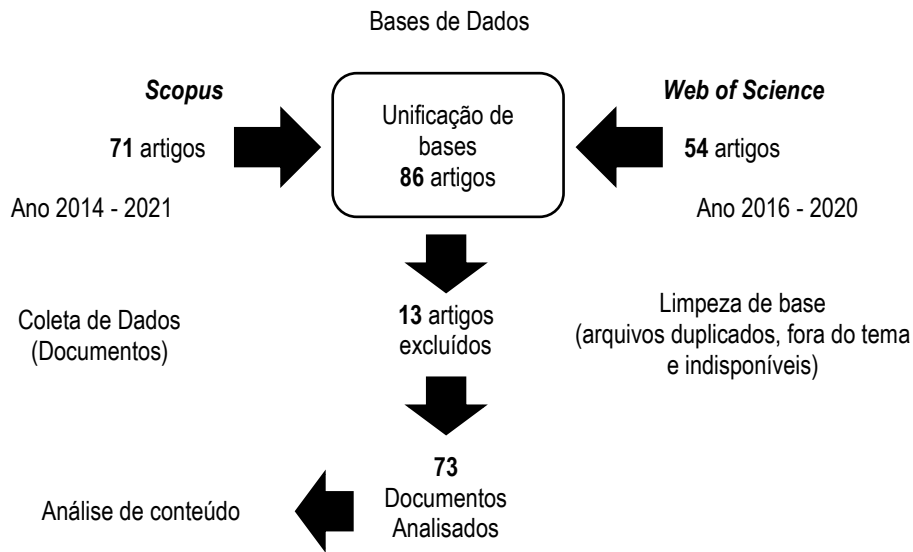 Bases de Dados
Scopus
71 artigos
Ano 2014 - 2021
Unificação de
bases
86 artigos
Web of Science
54 artigos
Ano 2016 - 2020
Coleta de Dados
(Documentos)
13 artigos
excluídos
Limpeza de base
(arquivos duplicados, fora do tema
e indisponíveis)
73
Documentos
Analisados
Análise de conteúdo